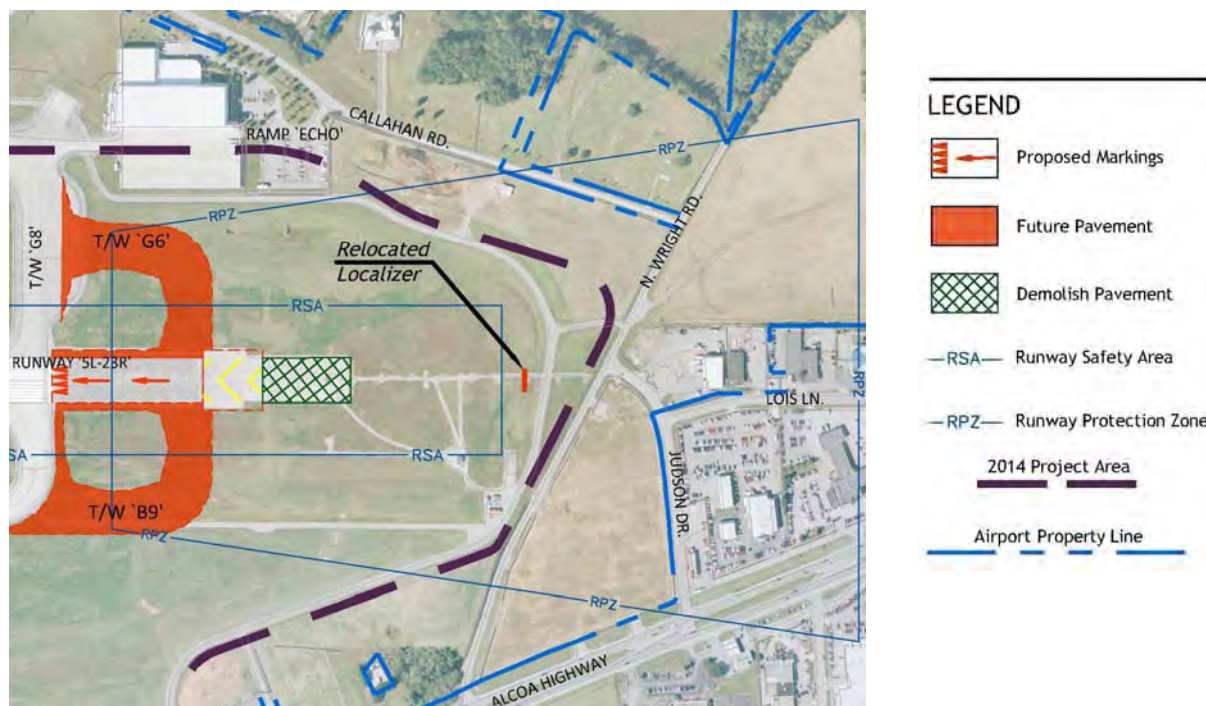 RAMP `ECHO'
CALLAHAN RD.
RPZ
RPZ
T/W `G8'
T/W `G6'
Relocated
Localizer
N. WRIGHT RD.
RSA
RUNWAY '5L-23R'
RPZ
LOIS LN.
SA
RSA
JUDSON DR.
T/W `B9'
RPZ
RPZ
ALCOA HIGHWAY
LEGEND
Proposed Markings
Future Pavement
Demolish Pavement
RSA Runway Safety Area
RPZ Runway Protection Zone
2014 Project Area
Airport Property Line